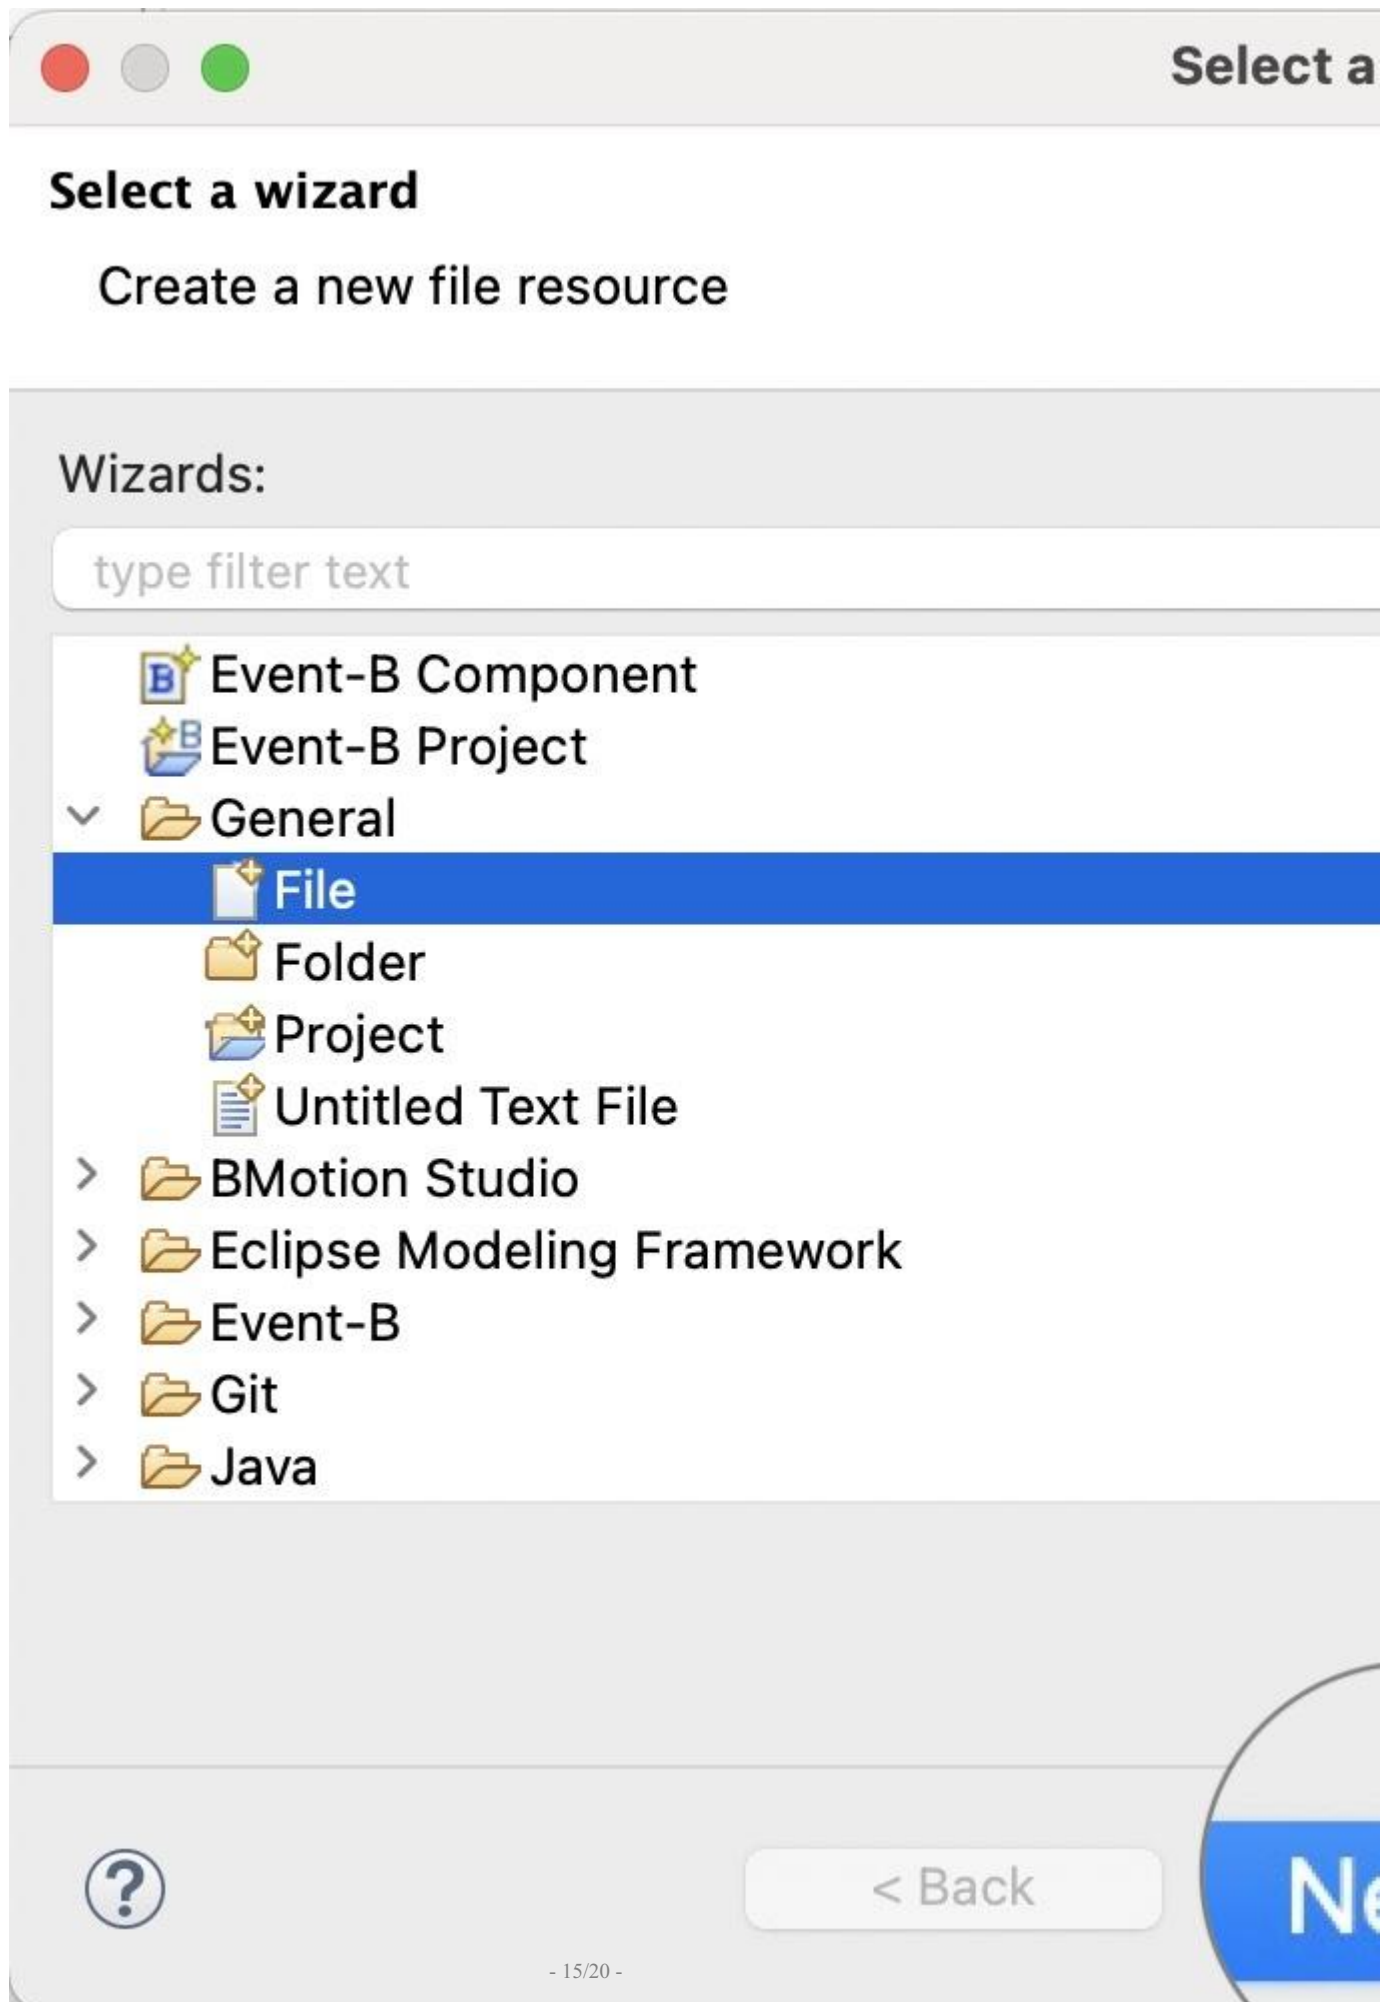 Select a
Select a wizard
Create a new file resource
Wizards:
type filter text
Event-B Component
Event-B Project
General
File
Folder
Project
Untitled Text File
BMotion Studio
Eclipse Modeling Framework
Event-B
Git
Java
? < Back Ne
- 15/20 -